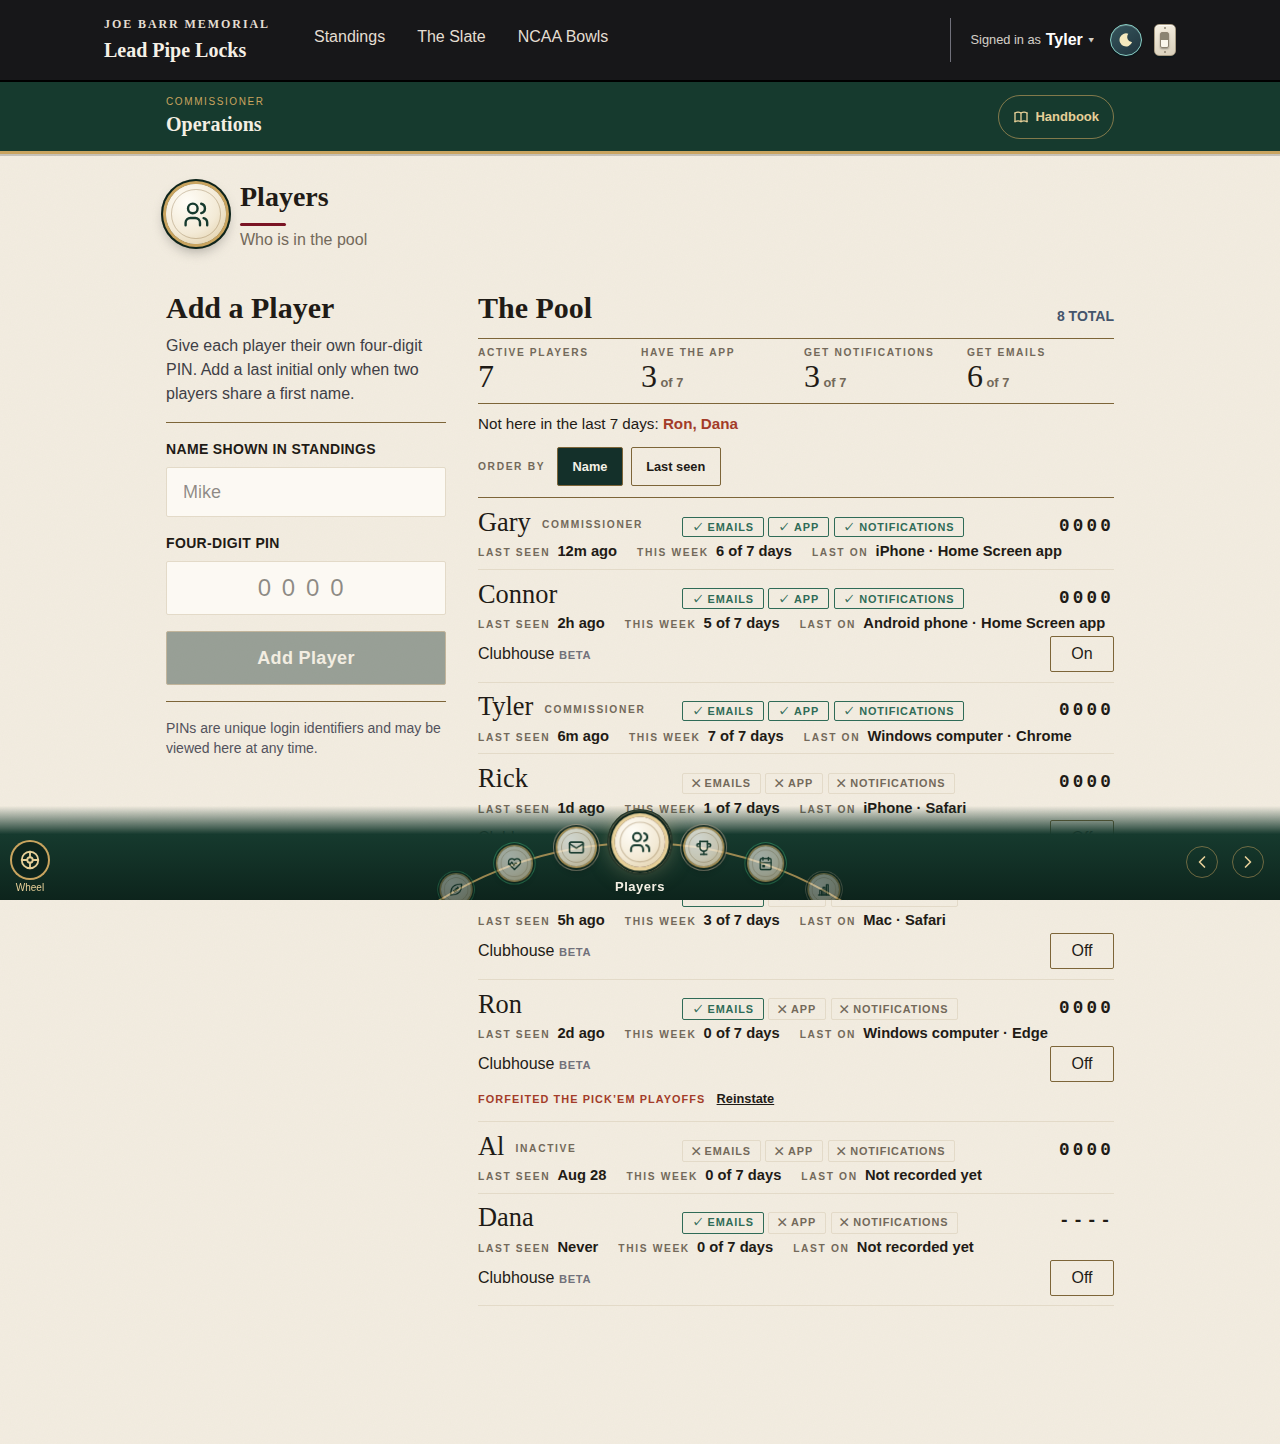 JOE BARR MEMORIAL
Lead Pipe Locks
Standings
The Slate
NCAA Bowls
Signed in as Tyler
COMMISSIONER
Operations
Handbook
Players
Who is in the pool
Add a Player
Give each player their own four-digit
PIN. Add a last initial only when two
players share a first name.
NAME SHOWN IN STANDINGS
Mike
FOUR-DIGIT PIN
0 0 0 0
Add Player
PINs are unique login identifiers and may be
viewed here at any time.
The Pool
8 TOTAL
ACTIVE PLAYERS
7
HAVE THE APP
3 of 7
GET NOTIFICATIONS
3 of 7
GET EMAILS
6 of 7
Not here in the last 7 days: Ron, Dana
ORDER BY
Name
Last seen
Gary COMMISSIONER ✓ EMAILS ✓ APP ✓ NOTIFICATIONS 0000
LAST SEEN 12m ago THIS WEEK 6 of 7 days LAST ON iPhone · Home Screen app
Connor ✓ EMAILS ✓ APP ✓ NOTIFICATIONS 0000
LAST SEEN 2h ago THIS WEEK 5 of 7 days LAST ON Android phone · Home Screen app
Clubhouse BETA On
Tyler COMMISSIONER ✓ EMAILS ✓ APP ✓ NOTIFICATIONS 0000
LAST SEEN 6m ago THIS WEEK 7 of 7 days LAST ON Windows computer · Chrome
Rick ✕ EMAILS ✕ APP ✕ NOTIFICATIONS 0000
LAST SEEN 1d ago THIS WEEK 1 of 7 days LAST ON iPhone · Safari
Wheel
Players
LAST SEEN 5h ago THIS WEEK 3 of 7 days LAST ON Mac · Safari
Clubhouse BETA Off
Ron ✓ EMAILS ✕ APP ✕ NOTIFICATIONS 0000
LAST SEEN 2d ago THIS WEEK 0 of 7 days LAST ON Windows computer · Edge
Clubhouse BETA Off
FORFEITED THE PICK'EM PLAYOFFS Reinstate
Al INACTIVE ✕ EMAILS ✕ APP ✕ NOTIFICATIONS 0000
LAST SEEN Aug 28 THIS WEEK 0 of 7 days LAST ON Not recorded yet
Dana ✓ EMAILS ✕ APP ✕ NOTIFICATIONS ----
LAST SEEN Never THIS WEEK 0 of 7 days LAST ON Not recorded yet
Clubhouse BETA Off